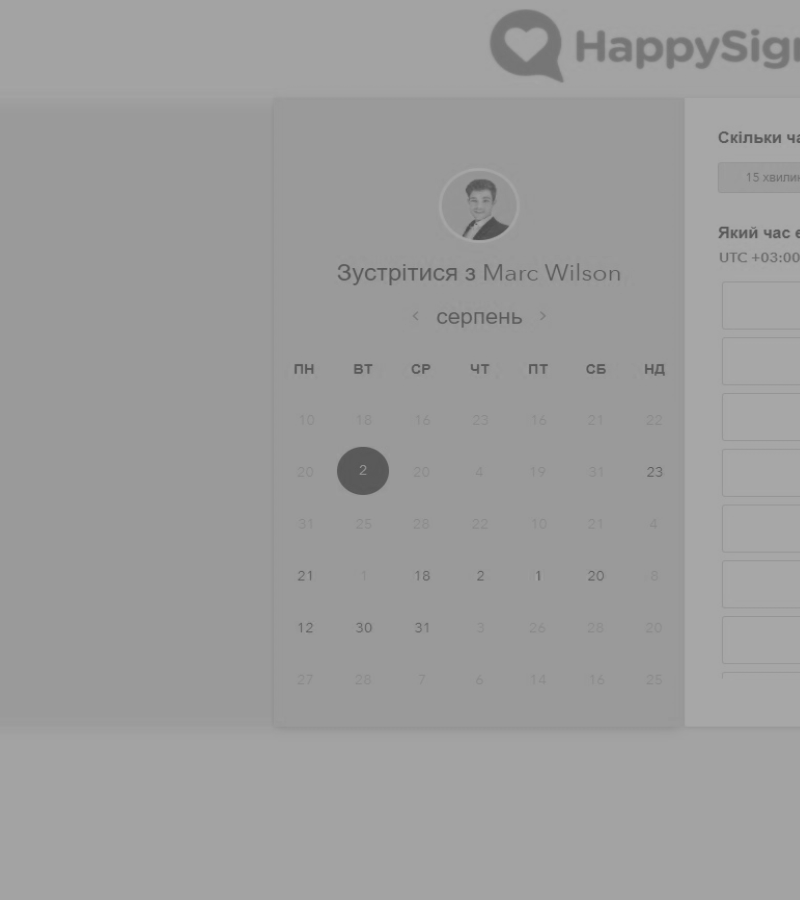 HappySig
Зустрітися з Marc Wilson
‹ серпень ›
ПН ВТ СР ЧТ ПТ СБ НД
10 18 16 23 16 21 22
20 2 20 4 19 31 23
31 25 28 22 10 21 4
21 1 18 2 1 20 8
12 30 31 3 26 28 20
27 28 7 6 14 16 25
Скільки ча
15 хвилин
Який час є
UTC +03:00